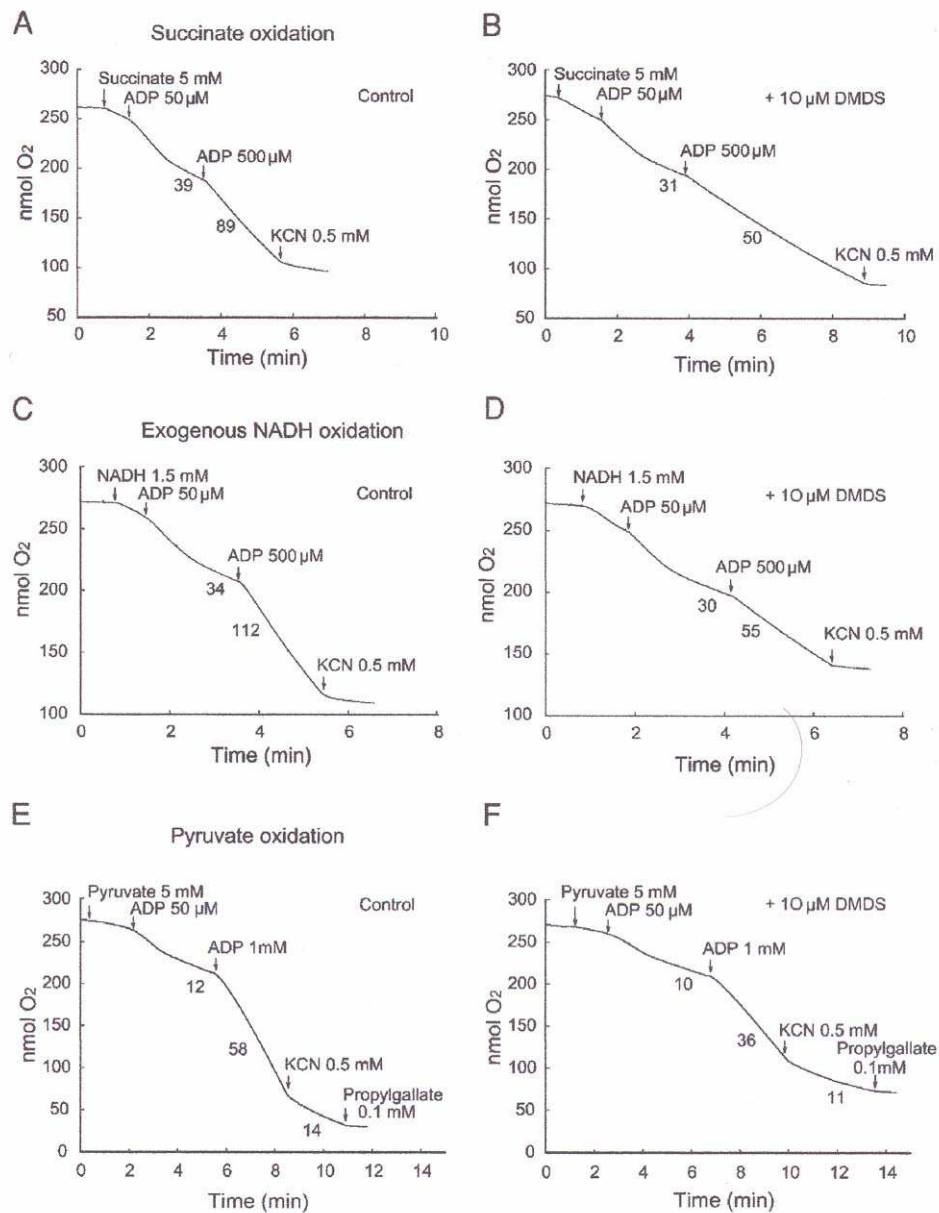 A
Succinate oxidation
300
250
200
150
100
50
nmol O2
Succinate 5 mM
ADP 50 µM
Control
ADP 500 µM
39
89
KCN 0.5 mM
0 2 4 6 8 10
Time (min)
B
300
250
200
150
100
50
nmol O2
Succinate 5 mM
ADP 50 µM
+ 10 µM DMDS
ADP 500 µM
31
50
KCN 0.5 mM
0 2 4 6 8 10
Time (min)
C
Exogenous NADH oxidation
300
250
200
150
100
nmol O2
NADH 1.5 mM
ADP 50 µM
Control
ADP 500 µM
34
112
KCN 0.5 mM
0 2 4 6 8
Time (min)
D
300
250
200
150
100
nmol O2
NADH 1.5 mM
ADP 50 µM
+ 10 µM DMDS
ADP 500 µM
30
55
KCN 0.5 mM
0 2 4 6 8
Time (min)
E
Pyruvate oxidation
300
250
200
150
100
50
0
nmol O2
Pyruvate 5 mM
ADP 50 µM
Control
ADP 1mM
12
58
KCN 0.5 mM
Propylgallate
0.1 mM
14
0 2 4 6 8 10 12 14
Time (min)
F
300
250
200
150
100
50
0
nmol O2
Pyruvate 5 mM
ADP 50 µM
+ 10 µM DMDS
ADP 1 mM
10
36
KCN 0.5 mM
Propylgallate
0.1mM
11
0 2 4 6 8 10 12 14
Time (min)